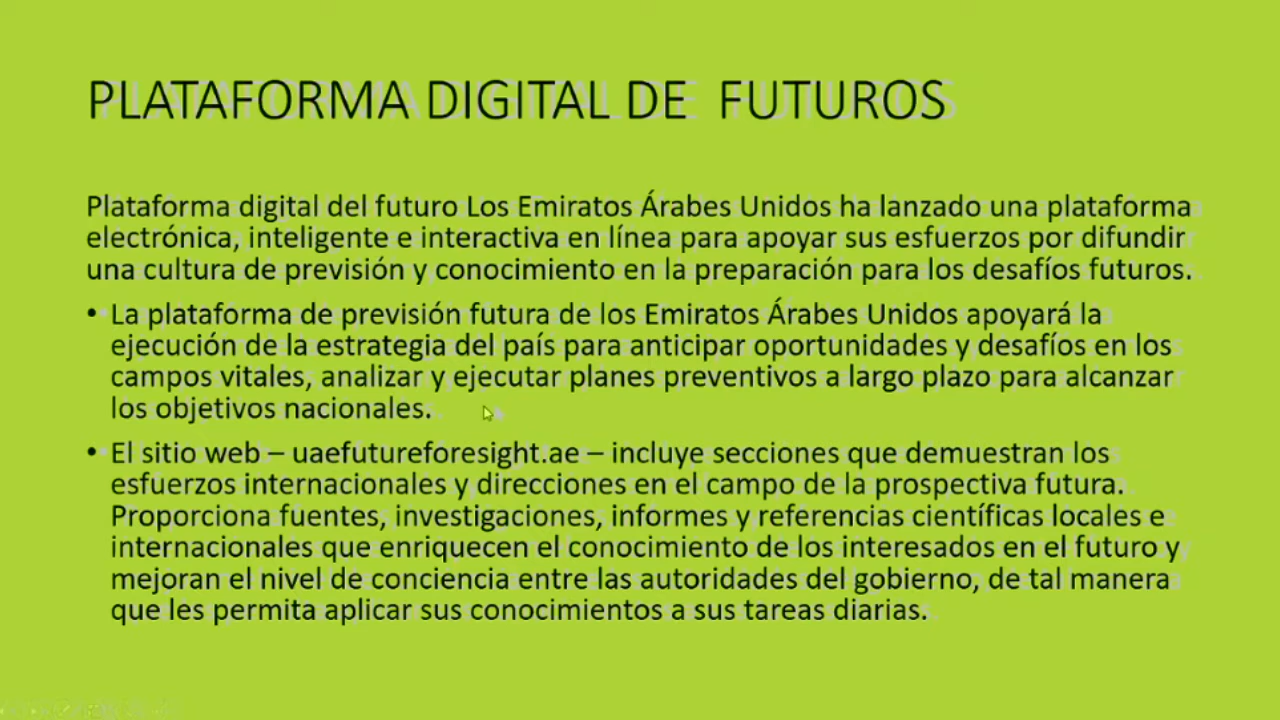 PLATAFORMA DIGITAL DE FUTUROS
Plataforma digital del futuro Los Emiratos Árabes Unidos ha lanzado una plataforma
electrónica, inteligente e interactiva en línea para apoyar sus esfuerzos por difundir
una cultura de previsión y conocimiento en la preparación para los desafíos futuros.
• La plataforma de previsión futura de los Emiratos Árabes Unidos apoyará la
ejecución de la estrategia del país para anticipar oportunidades y desafíos en los
campos vitales, analizar y ejecutar planes preventivos a largo plazo para alcanzar
los objetivos nacionales.
• El sitio web – uaefutureforesight.ae – incluye secciones que demuestran los
esfuerzos internacionales y direcciones en el campo de la prospectiva futura.
Proporciona fuentes, investigaciones, informes y referencias científicas locales e
internacionales que enriquecen el conocimiento de los interesados en el futuro y
mejoran el nivel de conciencia entre las autoridades del gobierno, de tal manera
que les permita aplicar sus conocimientos a sus tareas diarias.